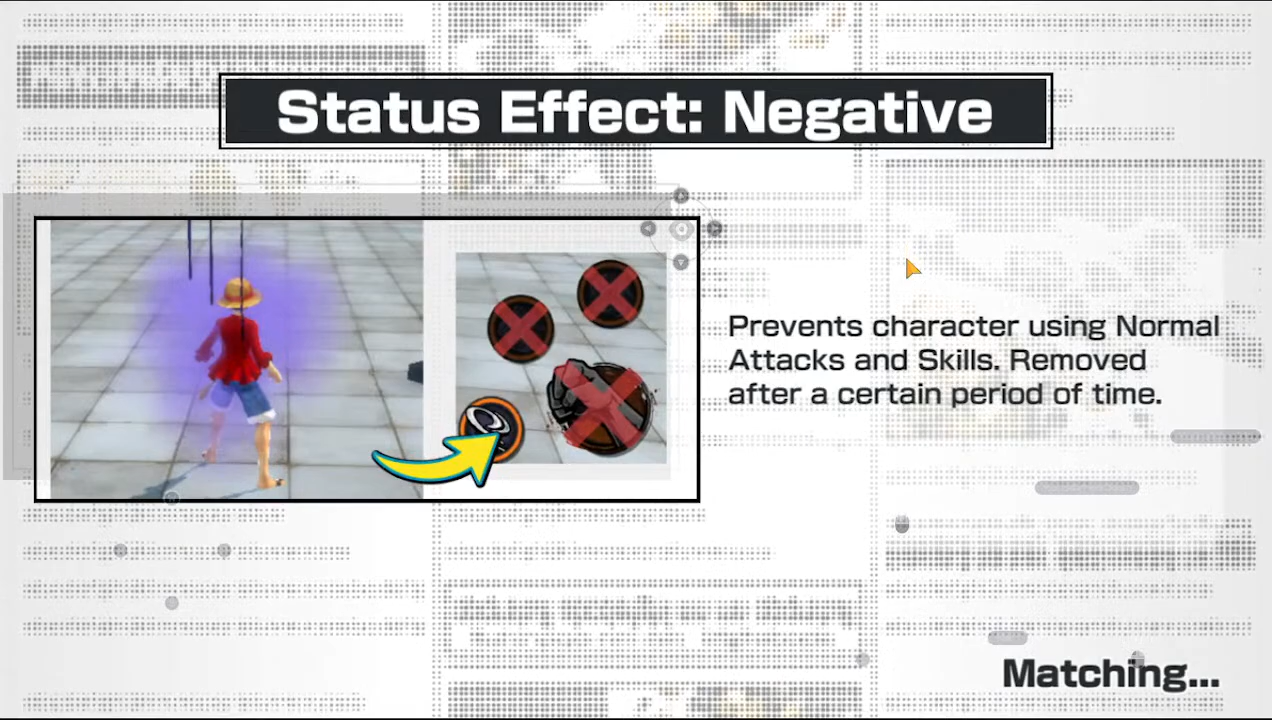 Status Effect: Negative
Prevents character using Normal
Attacks and Skills. Removed
after a certain period of time.
Matching...